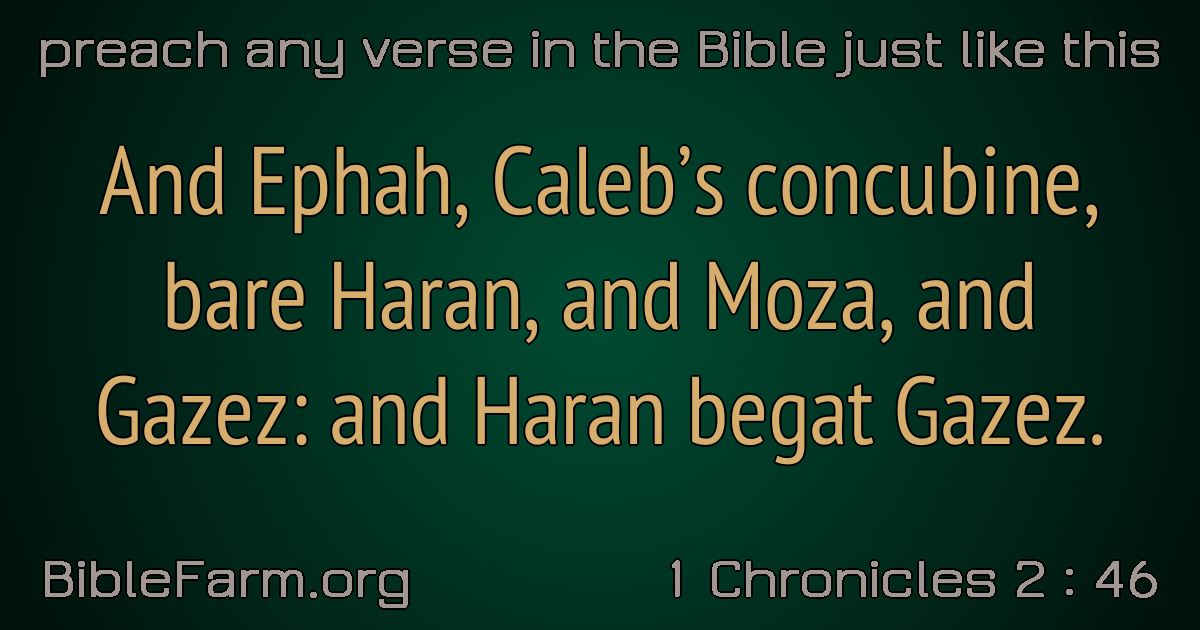 preach any verse in the Bible just like this
And Ephah, Caleb’s concubine,
bare Haran, and Moza, and
Gazez: and Haran begat Gazez.
BibleFarm.org
1 Chronicles 2 : 46